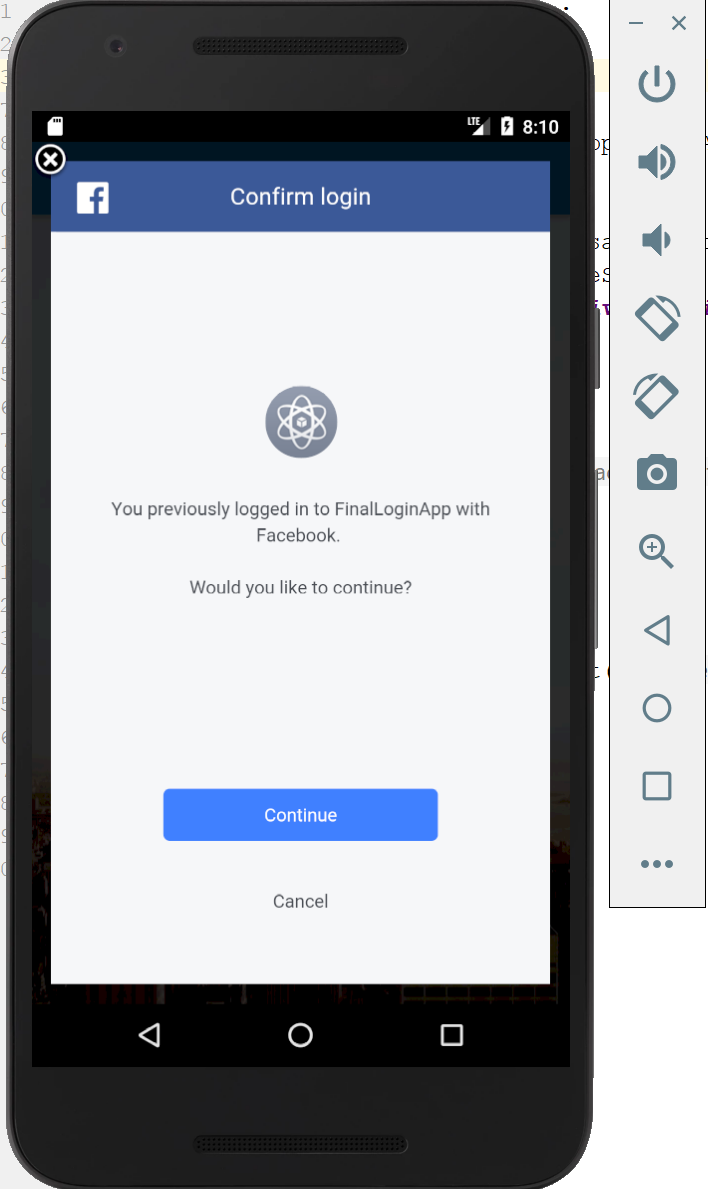 LTE 8:10
Confirm login
You previously logged in to FinalLoginApp with
Facebook.
Would you like to continue?
Continue
Cancel